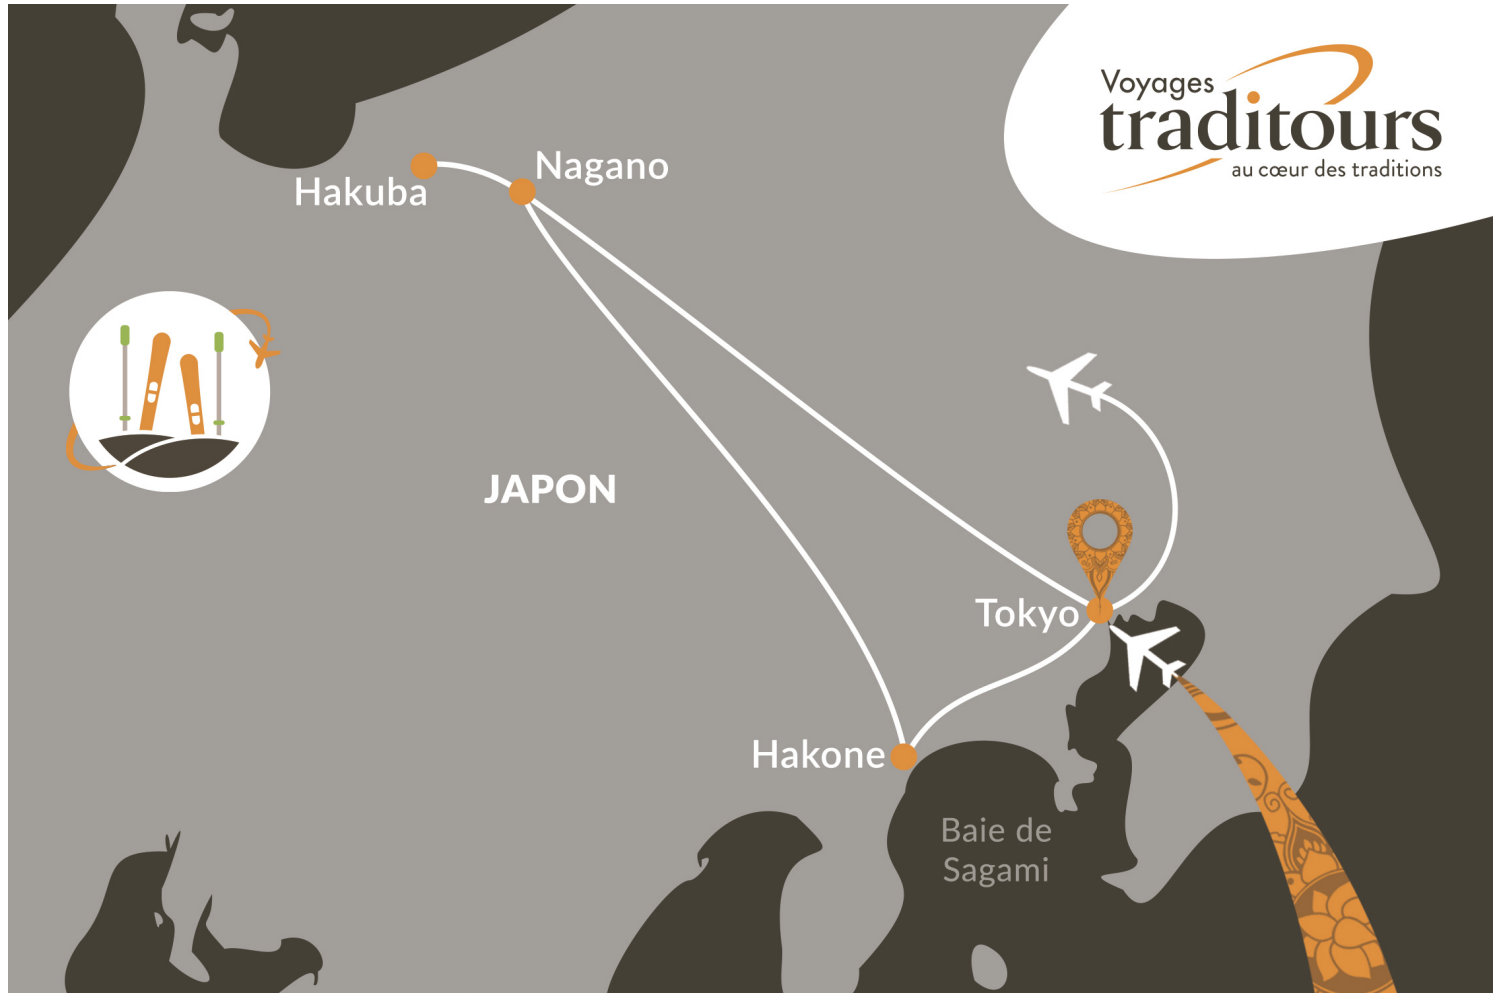 Voyages
traditours
au cœur des traditions
Nagano
Hakuba
JAPON
Tokyo
Hakone
Baie de
Sagami